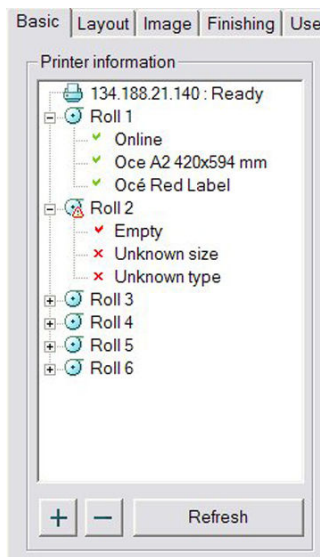 Basic Layout Image Finishing Use
Printer information
134.188.21.140 : Ready
Roll 1
Online
Oce A2 420x594 mm
Océ Red Label
Roll 2
Empty
Unknown size
Unknown type
Roll 3
Roll 4
Roll 5
Roll 6
+ − Refresh